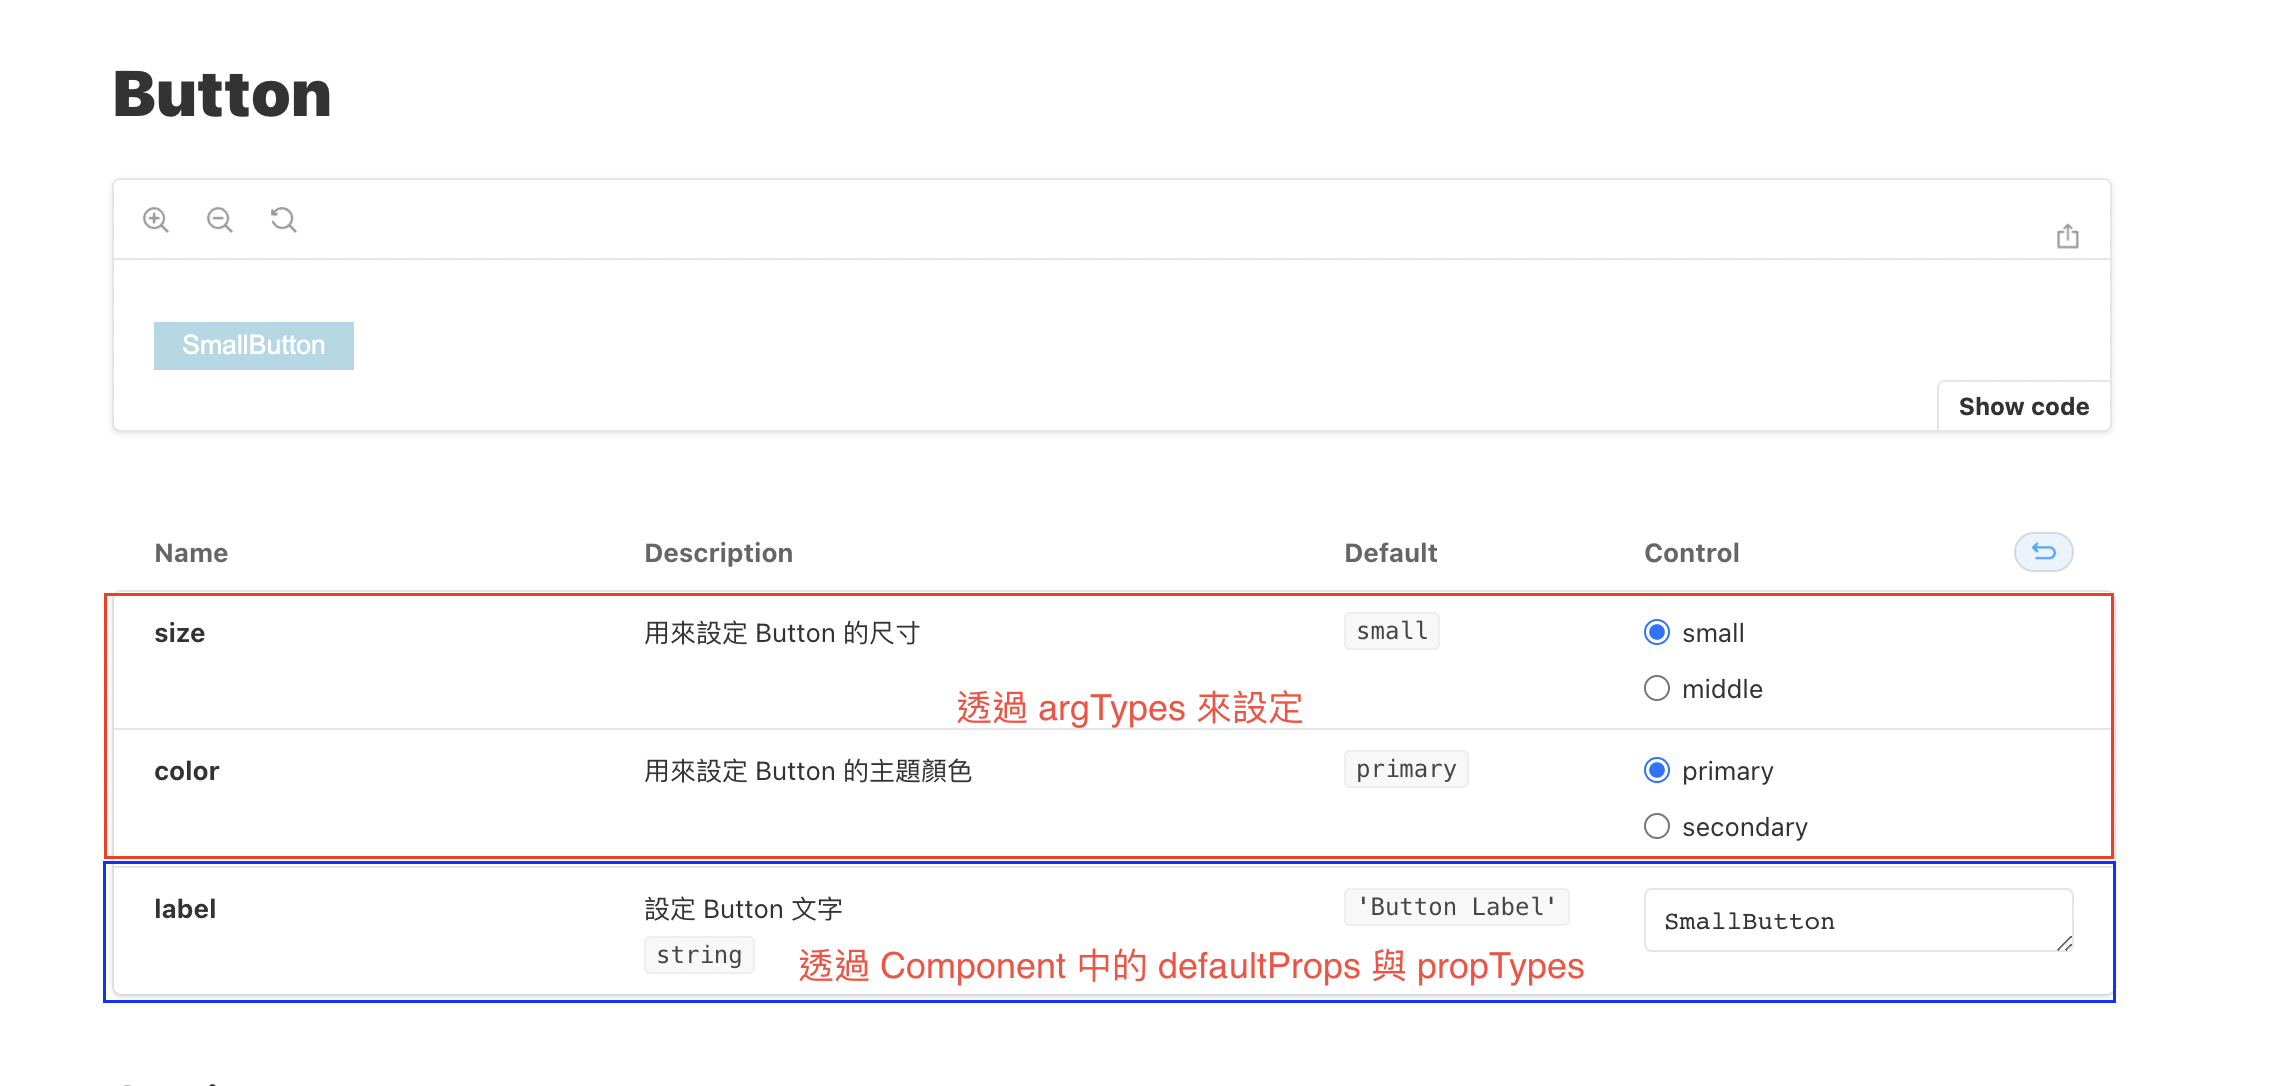 Button
SmallButton
Show code
Name Description Default Control
size 用來設定 Button 的尺寸 small small
middle
透過 argTypes 來設定
color 用來設定 Button 的主題顏色 primary primary
secondary
label 設定 Button 文字 'Button Label' SmallButton
string
透過 Component 中的 defaultProps 與 propTypes